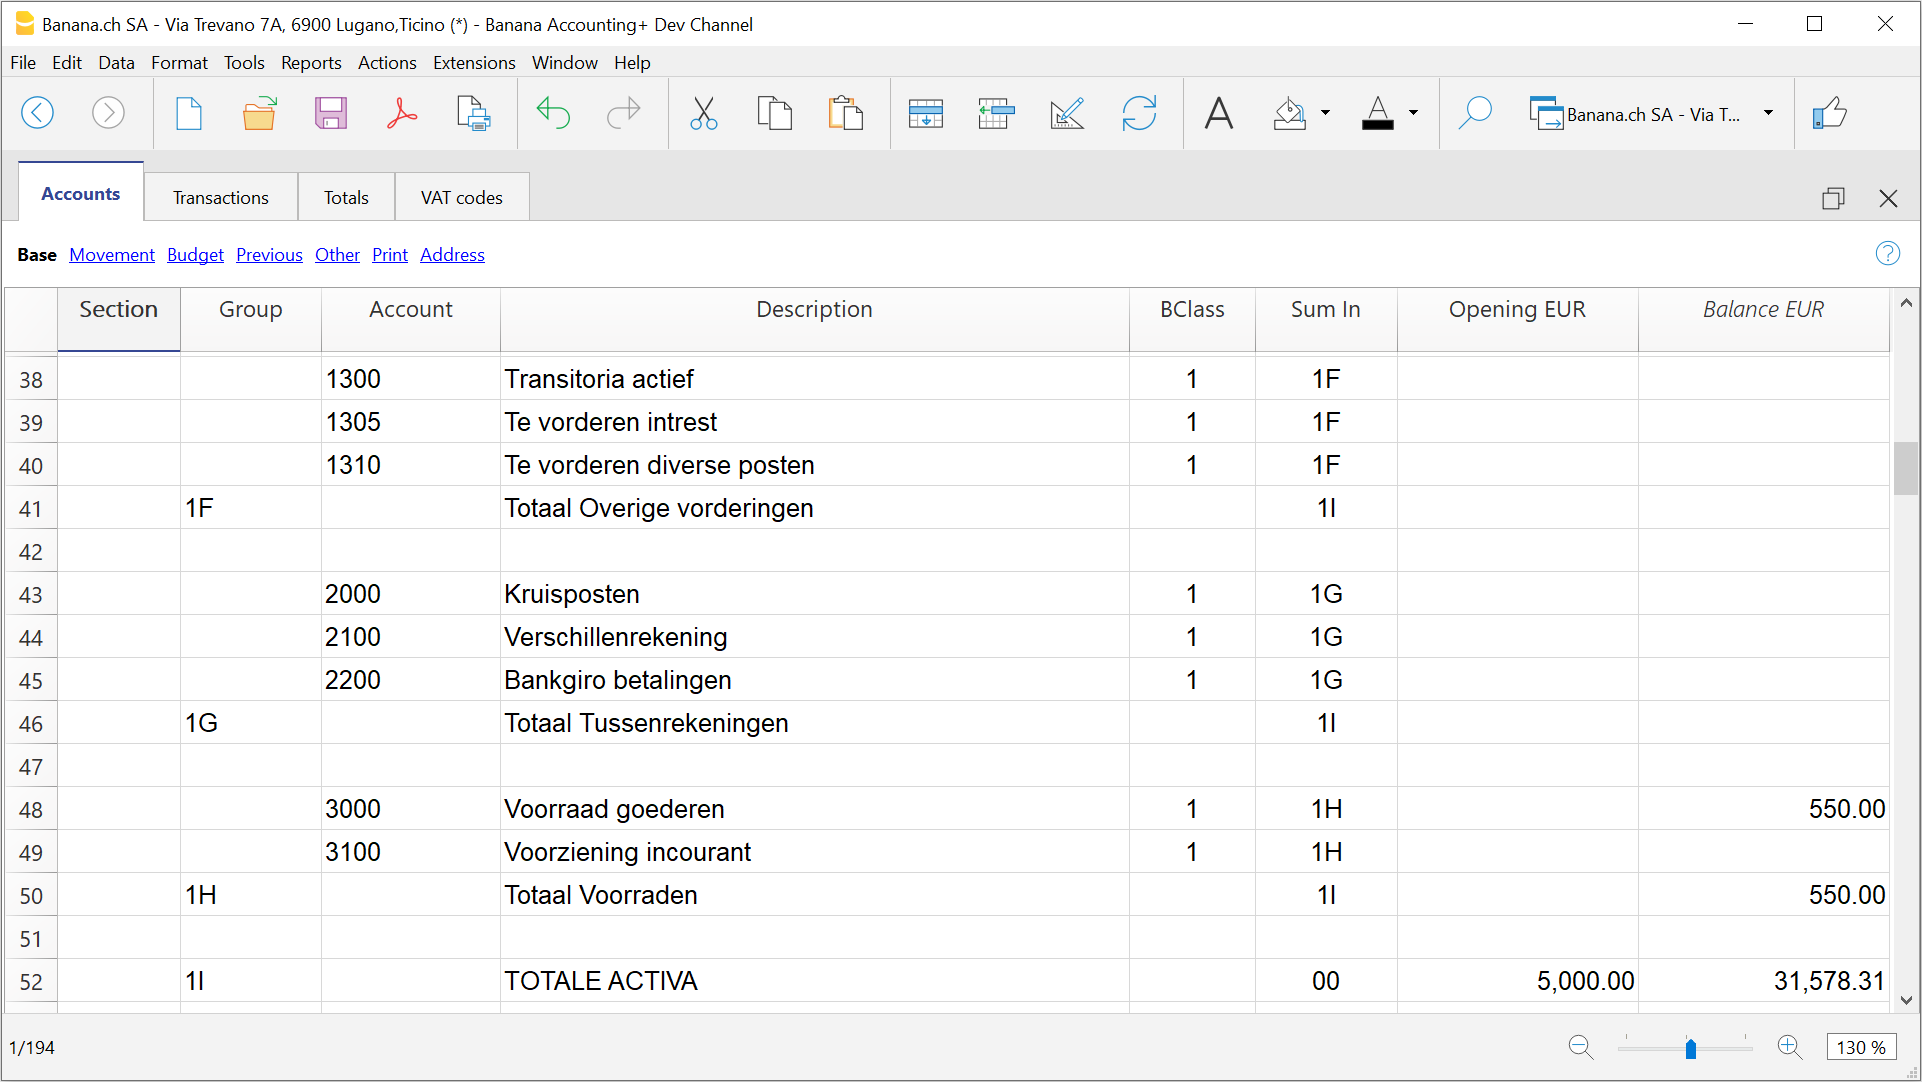 Banana.ch SA - Via Trevano 7A, 6900 Lugano,Ticino (*) - Banana Accounting+ Dev Channel
File Edit Data Format Tools Reports Actions Extensions Window Help
Banana.ch SA - Via T...
Accounts Transactions Totals VAT codes
Base Movement Budget Previous Other Print Address
Section Group Account Description BClass Sum In Opening EUR Balance EUR
38 1300 Transitoria actief 1 1F
39 1305 Te vorderen intrest 1 1F
40 1310 Te vorderen diverse posten 1 1F
41 1F Totaal Overige vorderingen 1I
42
43 2000 Kruisposten 1 1G
44 2100 Verschillenrekening 1 1G
45 2200 Bankgiro betalingen 1 1G
46 1G Totaal Tussenrekeningen 1I
47
48 3000 Voorraad goederen 1 1H 550.00
49 3100 Voorziening incourant 1 1H
50 1H Totaal Voorraden 1I 550.00
51
52 1I TOTALE ACTIVA 00 5,000.00 31,578.31
1/194 130 %